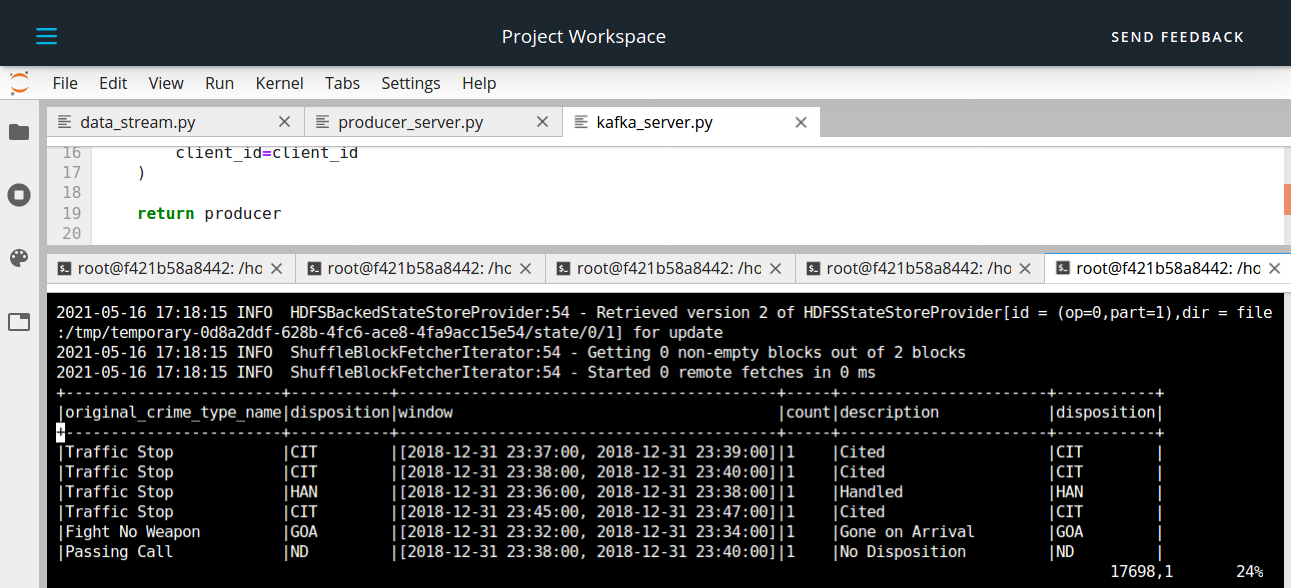 Project Workspace
SEND FEEDBACK
File Edit View Run Kernel Tabs Settings Help
data_stream.py producer_server.py kafka_server.py
16 client_id=client_id
17 )
18
19 return producer
20
root@f421b58a8442: /ho root@f421b58a8442: /ho root@f421b58a8442: /ho root@f421b58a8442: /ho root@f421b58a8442: /ho
2021-05-16 17:18:15 INFO  HDFSBackedStateStoreProvider:54 - Retrieved version 2 of HDFSStateStoreProvider[id = (op=0,part=1),dir = file
:/tmp/temporary-0d8a2ddf-628b-4fc6-ace8-4fa9acc15e54/state/0/1] for update
2021-05-16 17:18:15 INFO  ShuffleBlockFetcherIterator:54 - Getting 0 non-empty blocks out of 2 blocks
2021-05-16 17:18:15 INFO  ShuffleBlockFetcherIterator:54 - Started 0 remote fetches in 0 ms
+------------------------+-----------+------------------------------------------+-----+-----------------------+-----------+
|original_crime_type_name|disposition|window                                    |count|description            |disposition|
+------------------------+-----------+------------------------------------------+-----+-----------------------+-----------+
|Traffic Stop            |CIT        |[2018-12-31 23:37:00, 2018-12-31 23:39:00]|1    |Cited                  |CIT        |
|Traffic Stop            |CIT        |[2018-12-31 23:38:00, 2018-12-31 23:40:00]|1    |Cited                  |CIT        |
|Traffic Stop            |HAN        |[2018-12-31 23:36:00, 2018-12-31 23:38:00]|1    |Handled                |HAN        |
|Traffic Stop            |CIT        |[2018-12-31 23:45:00, 2018-12-31 23:47:00]|1    |Cited                  |CIT        |
|Fight No Weapon         |GOA        |[2018-12-31 23:32:00, 2018-12-31 23:34:00]|1    |Gone on Arrival        |GOA        |
|Passing Call            |ND         |[2018-12-31 23:38:00, 2018-12-31 23:40:00]|1    |No Disposition         |ND         |
17698,1 24%